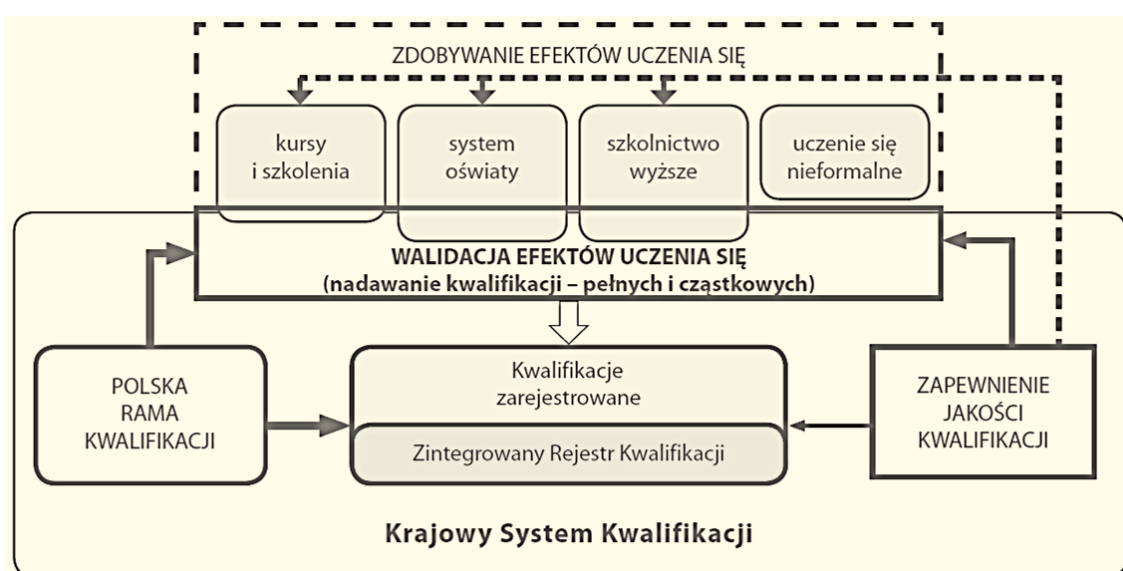 ZDOBYWANIE EFEKTÓW UCZENIA SIĘ
kursy
i szkolenia
system
oświaty
szkolnictwo
wyższe
uczenie się
nieformalne
WALIDACJA EFEKTÓW UCZENIA SIĘ
(nadawanie kwalifikacji – pełnych i cząstkowych)
POLSKA
RAMA
KWALIFIKACJI
Kwalifikacje
zarejestrowane
Zintegrowany Rejestr Kwalifikacji
ZAPEWNIENIE
JAKOŚCI
KWALIFIKACJI
Krajowy System Kwalifikacji